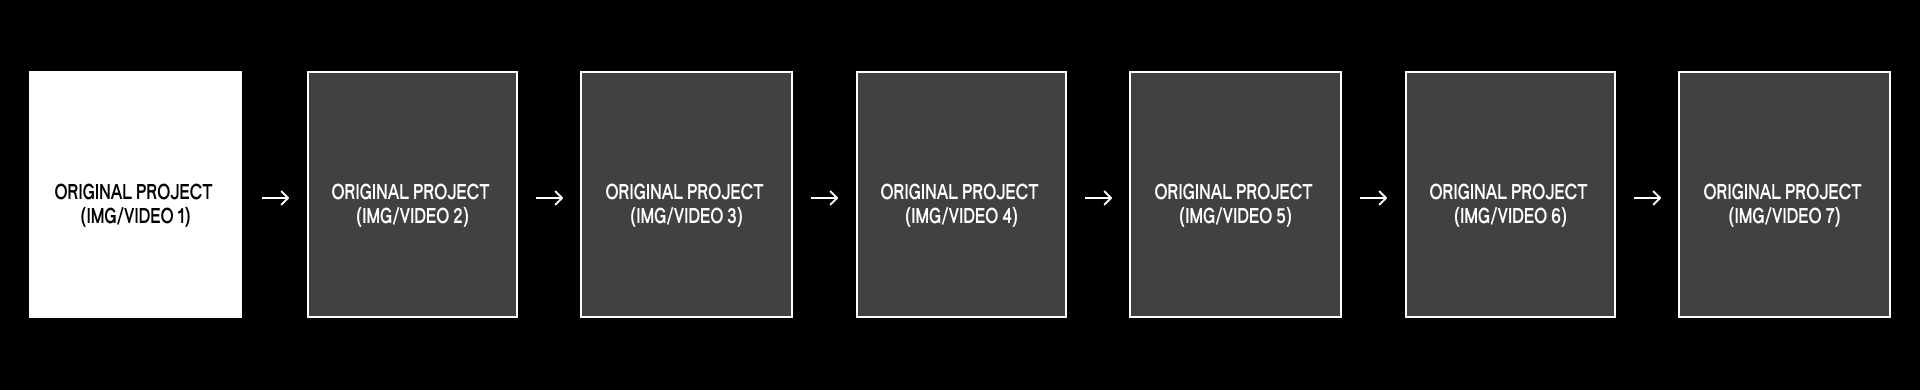 ORIGINAL PROJECT
(IMG/VIDEO 1)
ORIGINAL PROJECT
(IMG/VIDEO 2)
ORIGINAL PROJECT
(IMG/VIDEO 3)
ORIGINAL PROJECT
(IMG/VIDEO 4)
ORIGINAL PROJECT
(IMG/VIDEO 5)
ORIGINAL PROJECT
(IMG/VIDEO 6)
ORIGINAL PROJECT
(IMG/VIDEO 7)